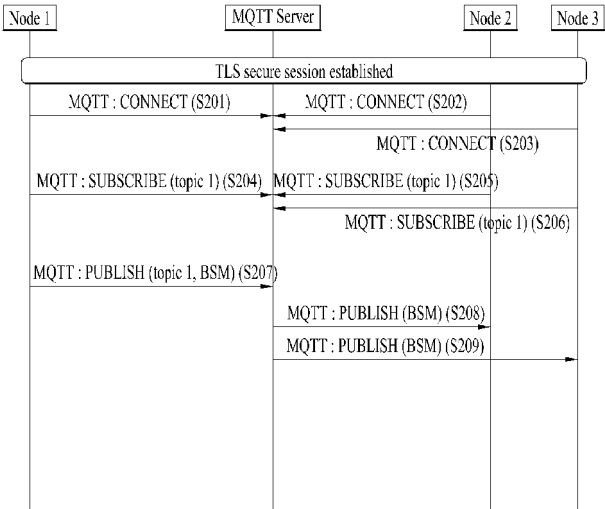 Node 1
MQTT Server
Node 2
Node 3
TLS secure session established
MQTT : CONNECT (S201)
MQTT : CONNECT (S202)
MQTT : CONNECT (S203)
MQTT : SUBSCRIBE (topic 1) (S204)
MQTT : SUBSCRIBE (topic 1) (S205)
MQTT : SUBSCRIBE (topic 1) (S206)
MQTT : PUBLISH (topic 1, BSM) (S207)
MQTT : PUBLISH (BSM) (S208)
MQTT : PUBLISH (BSM) (S209)